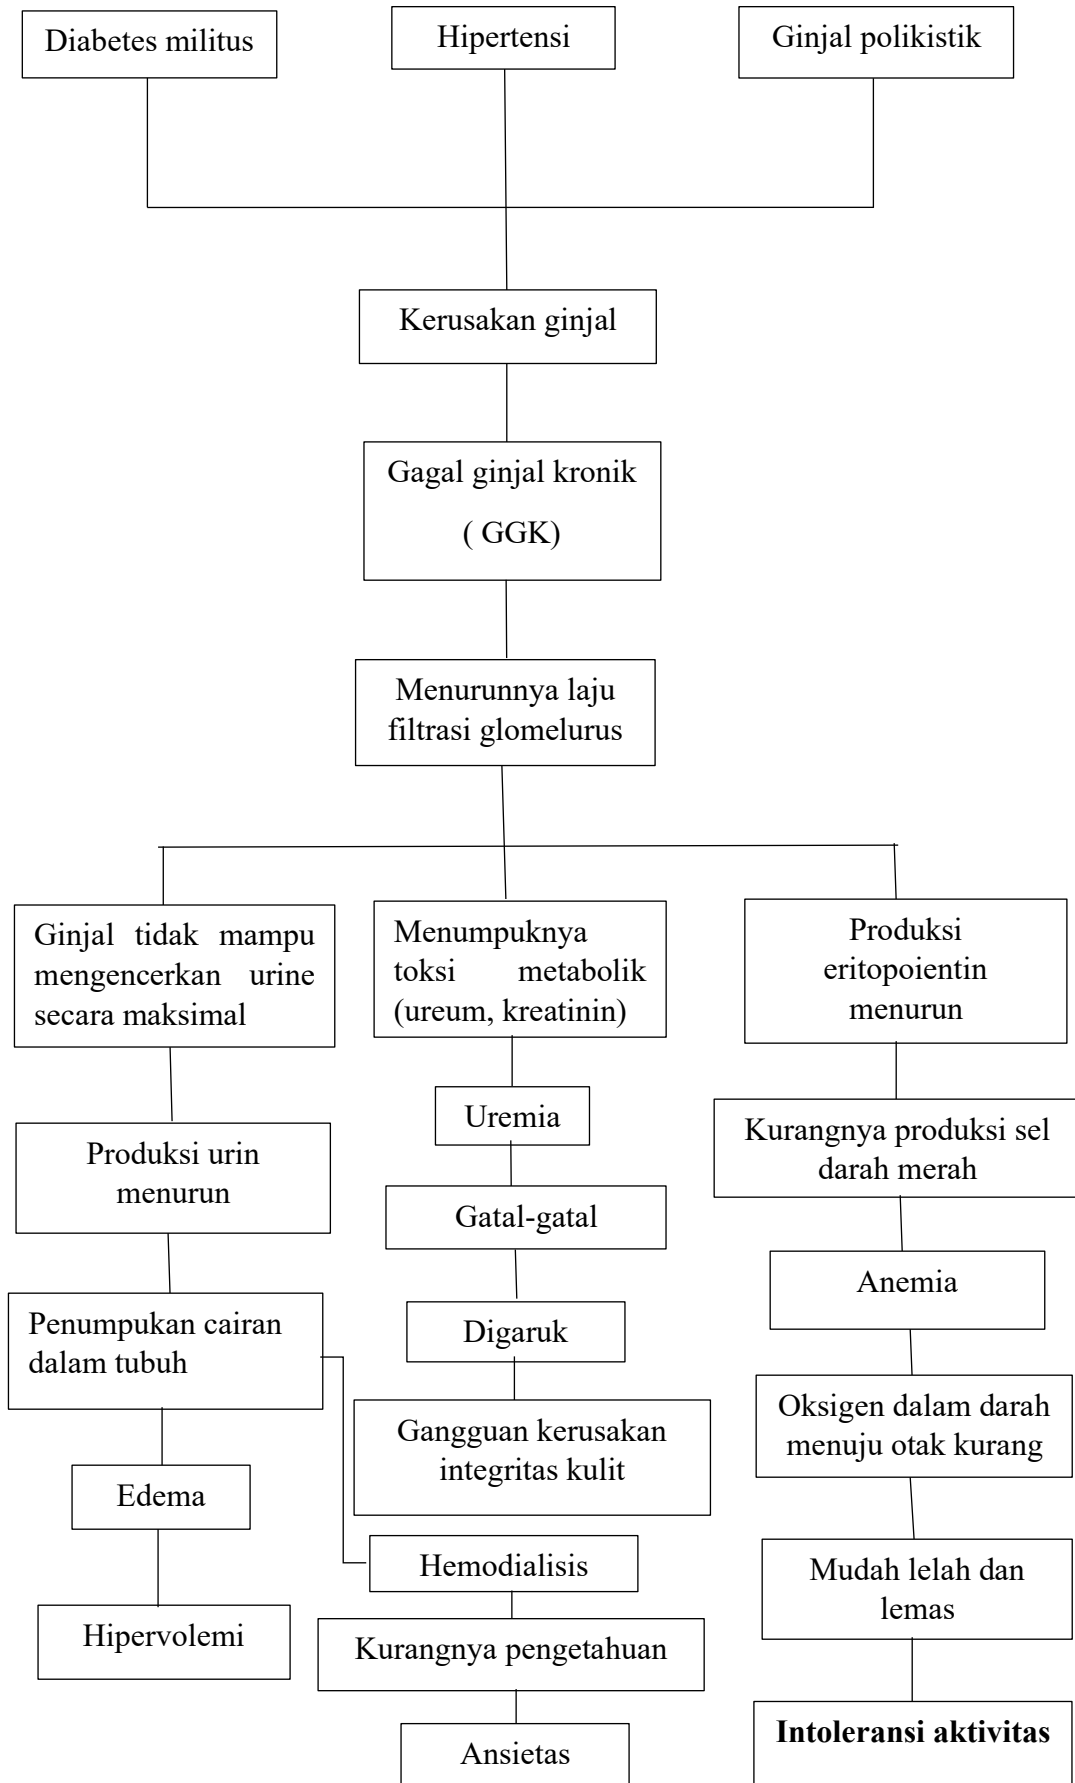 Diabetes militus
Hipertensi
Ginjal polikistik
Kerusakan ginjal
Gagal ginjal kronik
( GGK)
Menurunnya laju
filtrasi glomelurus
Ginjal tidak mampu
mengencerkan urine
secara maksimal
Produksi urin
menurun
Penumpukan cairan
dalam tubuh
Edema
Hipervolemi
Menumpuknya
toksi metabolik
(ureum, kreatinin)
Uremia
Gatal-gatal
Digaruk
Gangguan kerusakan
integritas kulit
Hemodialisis
Kurangnya pengetahuan
Ansietas
Produksi
eritopoientin
menurun
Kurangnya produksi sel
darah merah
Anemia
Oksigen dalam darah
menuju otak kurang
Mudah lelah dan
lemas
Intoleransi aktivitas